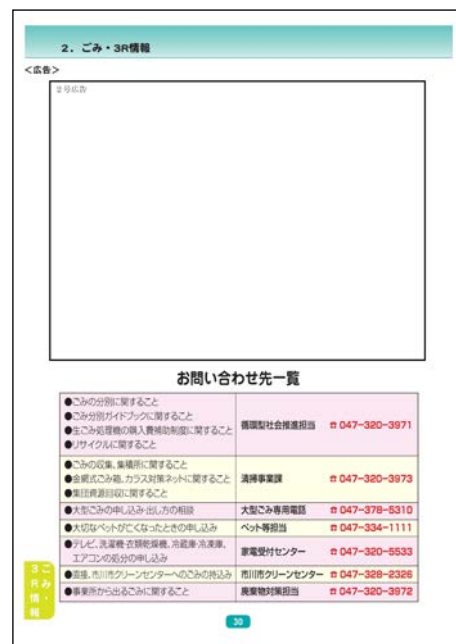 2. ごみ・3R情報
<広告>
2号広告
お問い合わせ先一覧
●ごみの分別に関すること
●ごみ分別ガイドブックに関すること
●生ごみ処理機の購入費補助制度に関すること
●リサイクルに関すること
循環型社会推進担当 ☎ 047-320-3971
●ごみの収集、集積所に関すること
●金網式ごみ箱、カラス対策ネットに関すること
●集団資源回収に関すること
清掃事業課 ☎ 047-320-3973
●大型ごみの申し込み・出し方の相談 大型ごみ専用電話 ☎ 047-378-5310
●大切なペットが亡くなったときの申し込み ペット等担当 ☎ 047-334-1111
●テレビ、洗濯機・衣類乾燥機、冷蔵庫・冷凍庫、
エアコンの処分の申し込み
家電受付センター ☎ 047-320-5533
●直接、市川市クリーンセンターへのごみの持込み 市川市クリーンセンター ☎ 047-328-2326
●事業所から出るごみに関すること 廃棄物対策担当 ☎ 047-320-3972
ごみ・3R情報
30